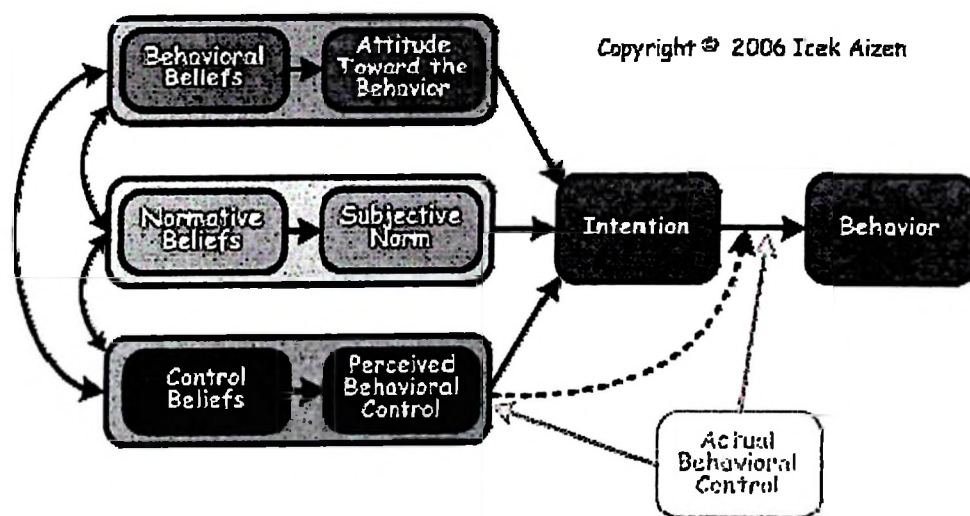 Behavioral
Beliefs
Attitude
Toward the
Behavior
Copyright © 2006 Icek Aizen
Normative
Beliefs
Subjective
Norm
Intention
Behavior
Control
Beliefs
Perceived
Behavioral
Control
Actual
Behavioral
Control